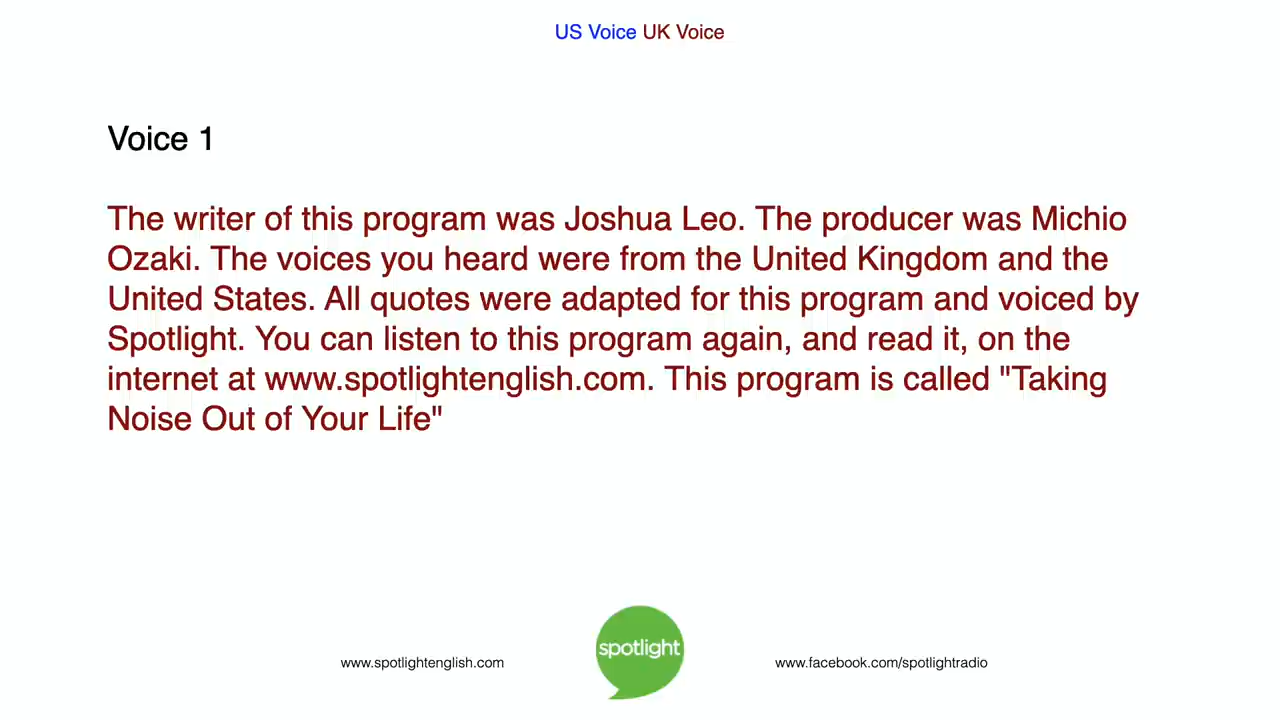 US Voice UK Voice
Voice 1
The writer of this program was Joshua Leo. The producer was Michio
Ozaki. The voices you heard were from the United Kingdom and the
United States. All quotes were adapted for this program and voiced by
Spotlight. You can listen to this program again, and read it, on the
internet at www.spotlightenglish.com. This program is called "Taking
Noise Out of Your Life"
www.spotlightenglish.com
spotlight
www.facebook.com/spotlightradio